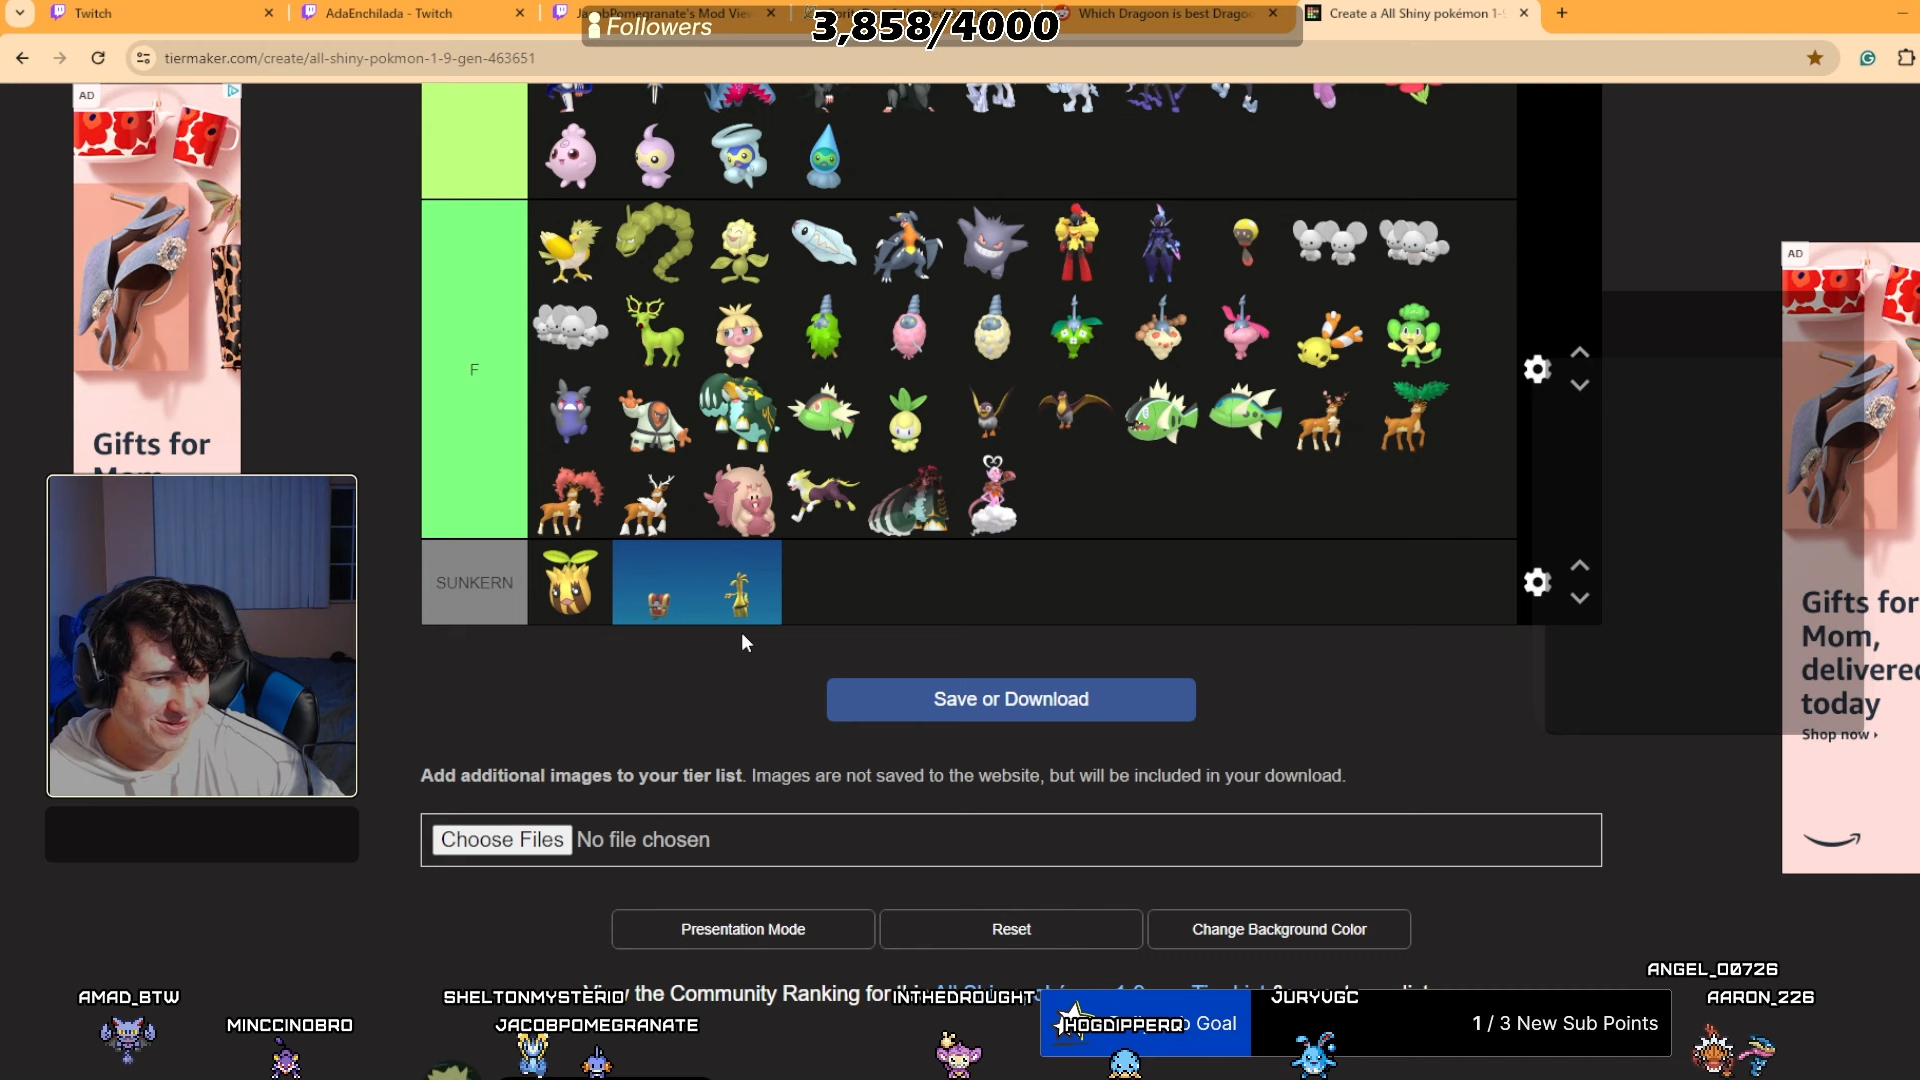 Twitch
AdaEnchilada - Twitch
Which Dragoon is best Drago
Create a All Shiny pokémon 1-9
Followers
3,858/4000
tiermaker.com/create/all-shiny-pokmon-1-9-gen-463651
AD
Gifts for
AD
Gifts for
Mom,
delivered
today
Shop now
F
SUNKERN
Save or Download
Add additional images to your tier list. Images are not saved to the website, but will be included in your download.
Choose Files No file chosen
Presentation Mode
Reset
Change Background Color
the Community Ranking for
Goal
1 / 3 New Sub Points
AMAD_BTW
MINCCINOBRO
SHELTONMYSTERIO
JACOBPOMEGRANATE
INTHEDROUGHT
HOGDIPPERQ
JURYUGC
ANGEL_00726
AARON_226